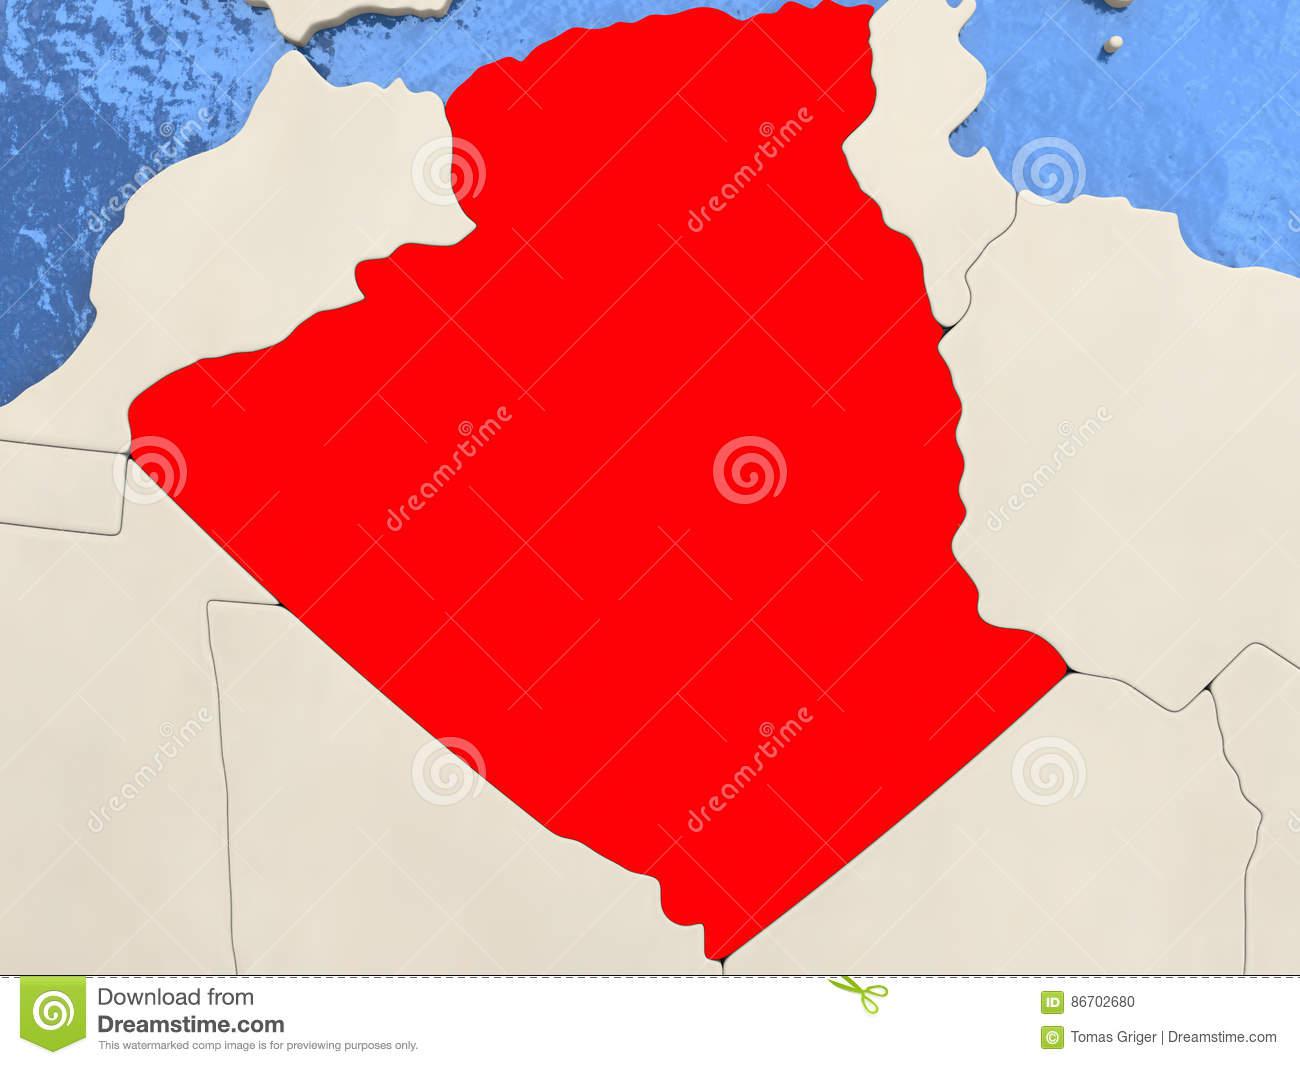 dreamstime
dreamstime
dreamstime
dreamstime
dreamstime
dreamstime
Download from
Dreamstime.com
This watermarked comp image is for previewing purposes only.
ID 86702680
© Tomas Griger | Dreamstime.com